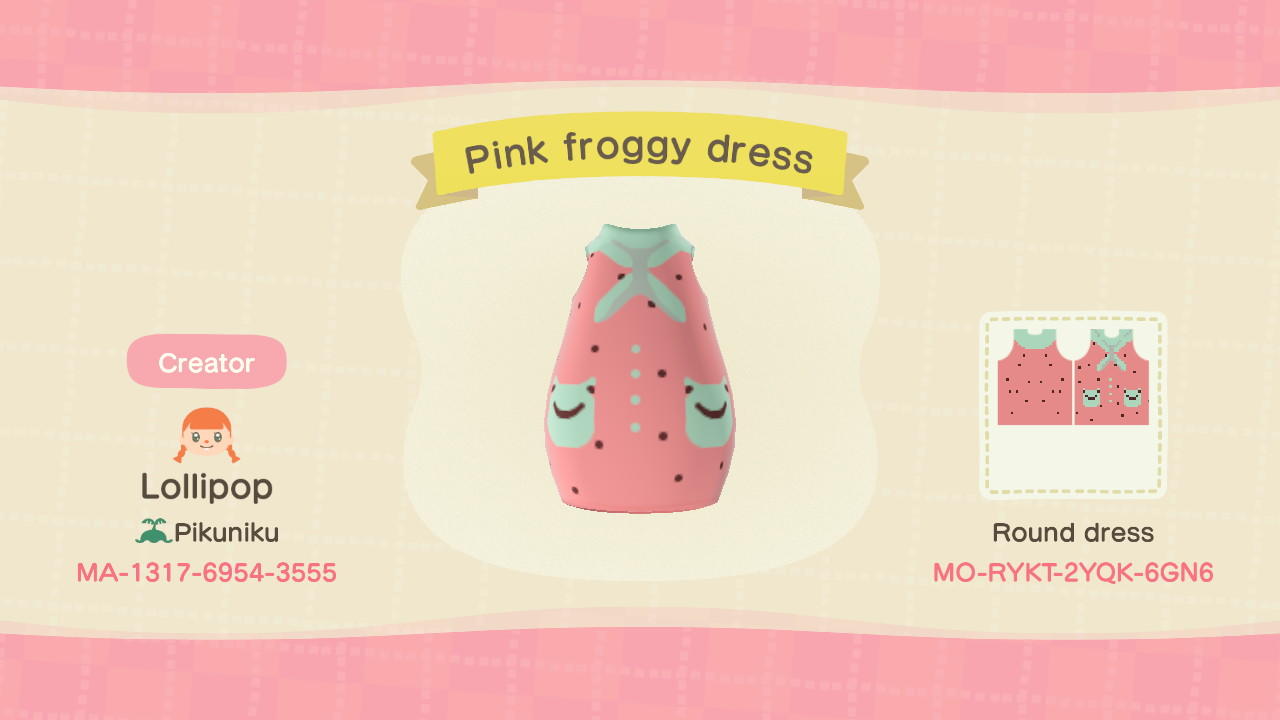 Pink froggy dress
Creator
Lollipop
Pikuniku
MA-1317-6954-3555
Round dress
MO-RYKT-2YQK-6GN6